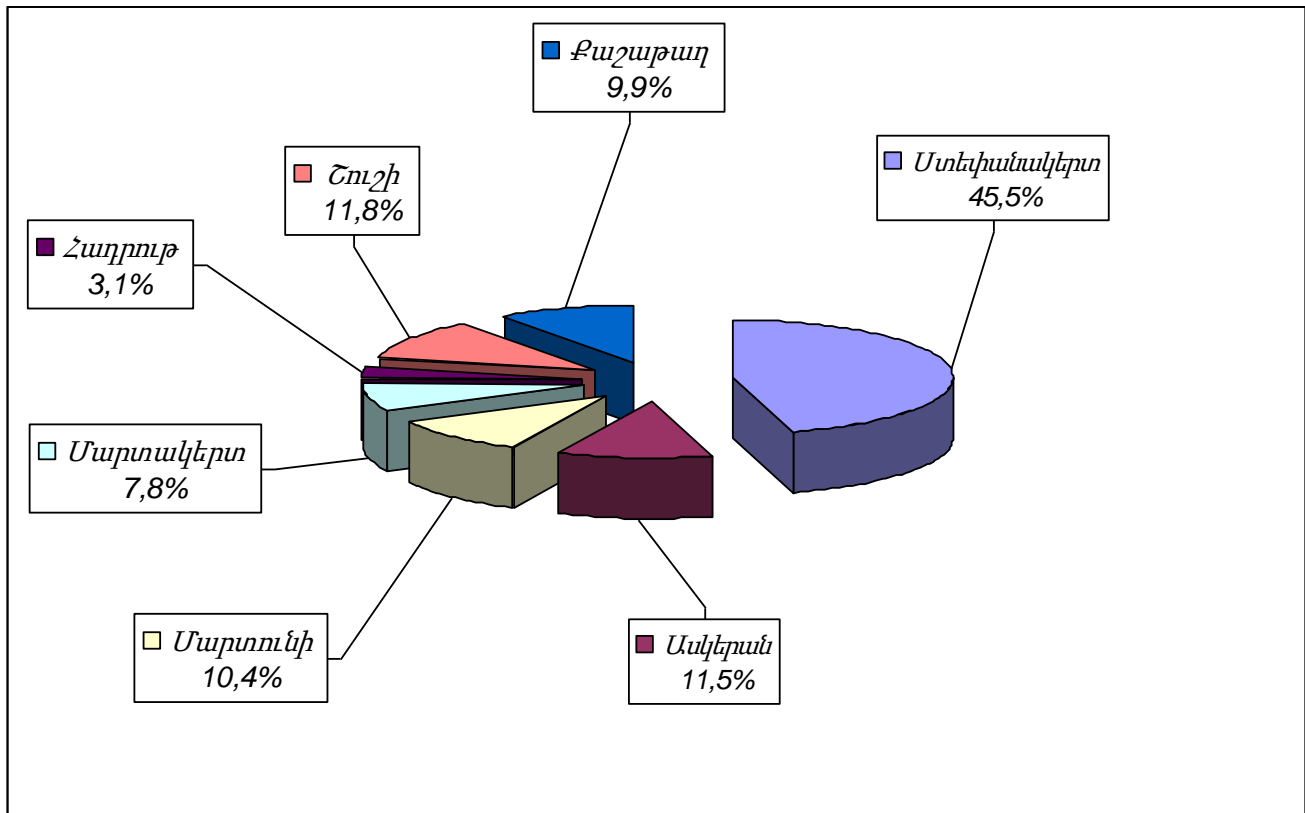 Քաշաթաղ
9,9%
Ստեփանակերտ
45,5%
Շուշի
11,8%
Հադրութ
3,1%
Մարտակերտ
7,8%
Մարտունի
10,4%
Ասկերան
11,5%